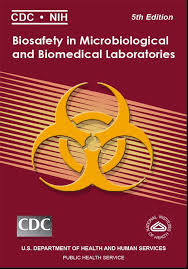 CDC • NIH
5th Edition
Biosafety in Microbiological
and Biomedical Laboratories
CDC
U.S. DEPARTMENT OF HEALTH AND HUMAN SERVICES
PUBLIC HEALTH SERVICE